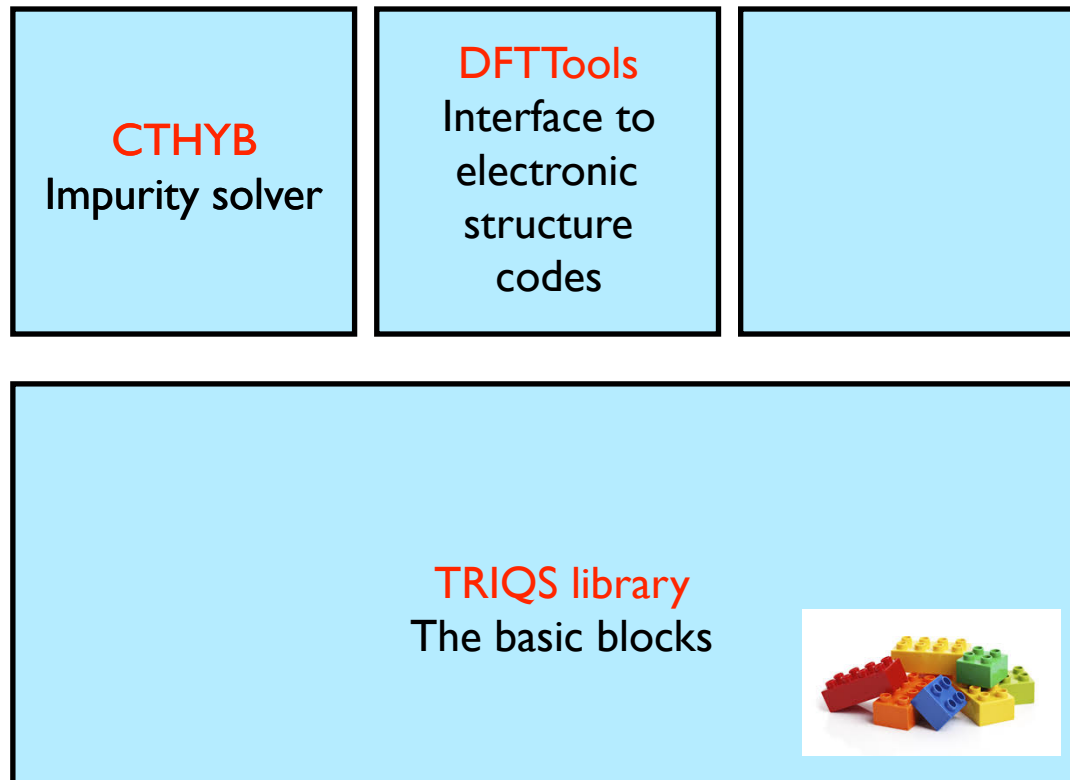 CTHYB
Impurity solver
DFTTools
Interface to
electronic
structure
codes
TRIQS library
The basic blocks